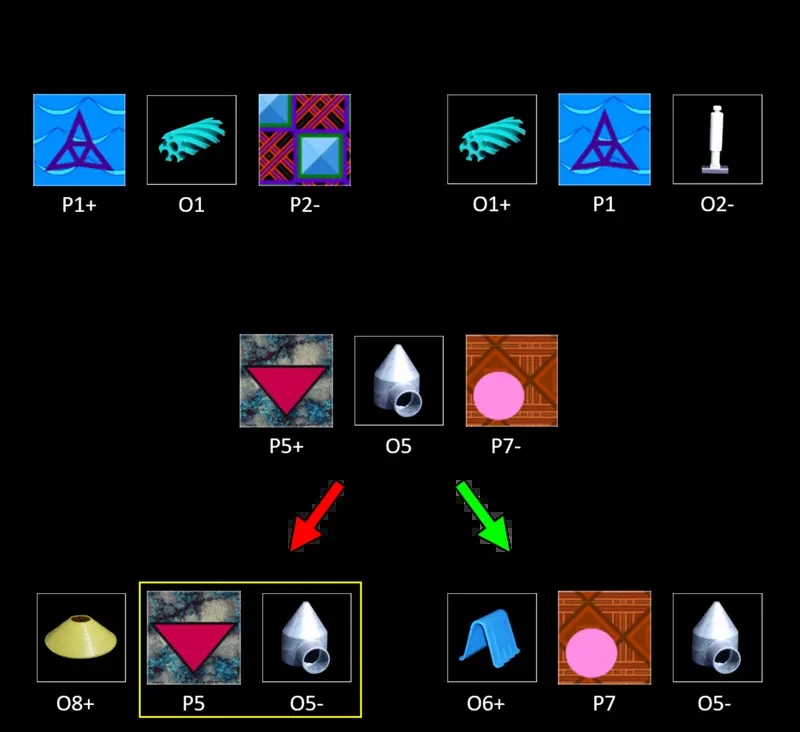 P1+ O1 P2- O1+ P1 O2-
P5+ O5 P7-
O8+ P5 O5- O6+ P7 O5-